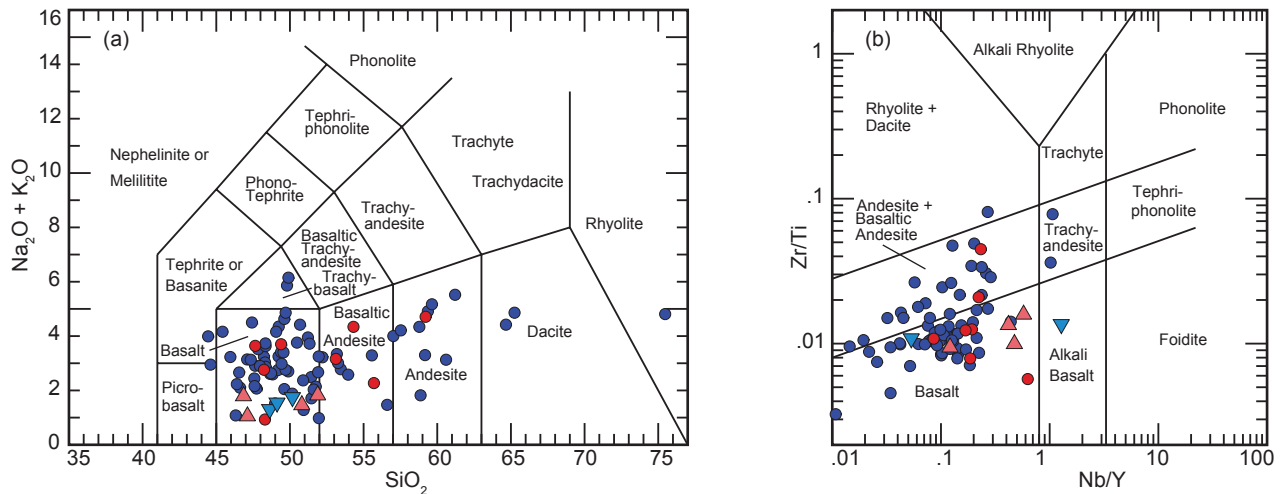 (a)
16
14
12
10
8
6
4
2
0
Na2O + K2O
35
40
45
50
55
60
65
70
75
SiO2
Phonolite
Tephri-
phonolite
Trachyte
Trachydacite
Nephelinite or
Melilitite
Phono-
Tephrite
Trachy-
andesite
Rhyolite
Basaltic
Trachy-
andesite
Trachy-
basalt
Tephrite or
Basanite
Basaltic
Andesite
Basalt
Andesite
Dacite
Picro-
basalt
(b)
1
.1
.01
Zr/Ti
.01
.1
1
10
100
Nb/Y
Alkali Rhyolite
Rhyolite +
Dacite
Phonolite
Trachyte
Andesite +
Basaltic
Andesite
Tephri-
phonolite
Trachy-
andesite
Foidite
Alkali
Basalt
Basalt